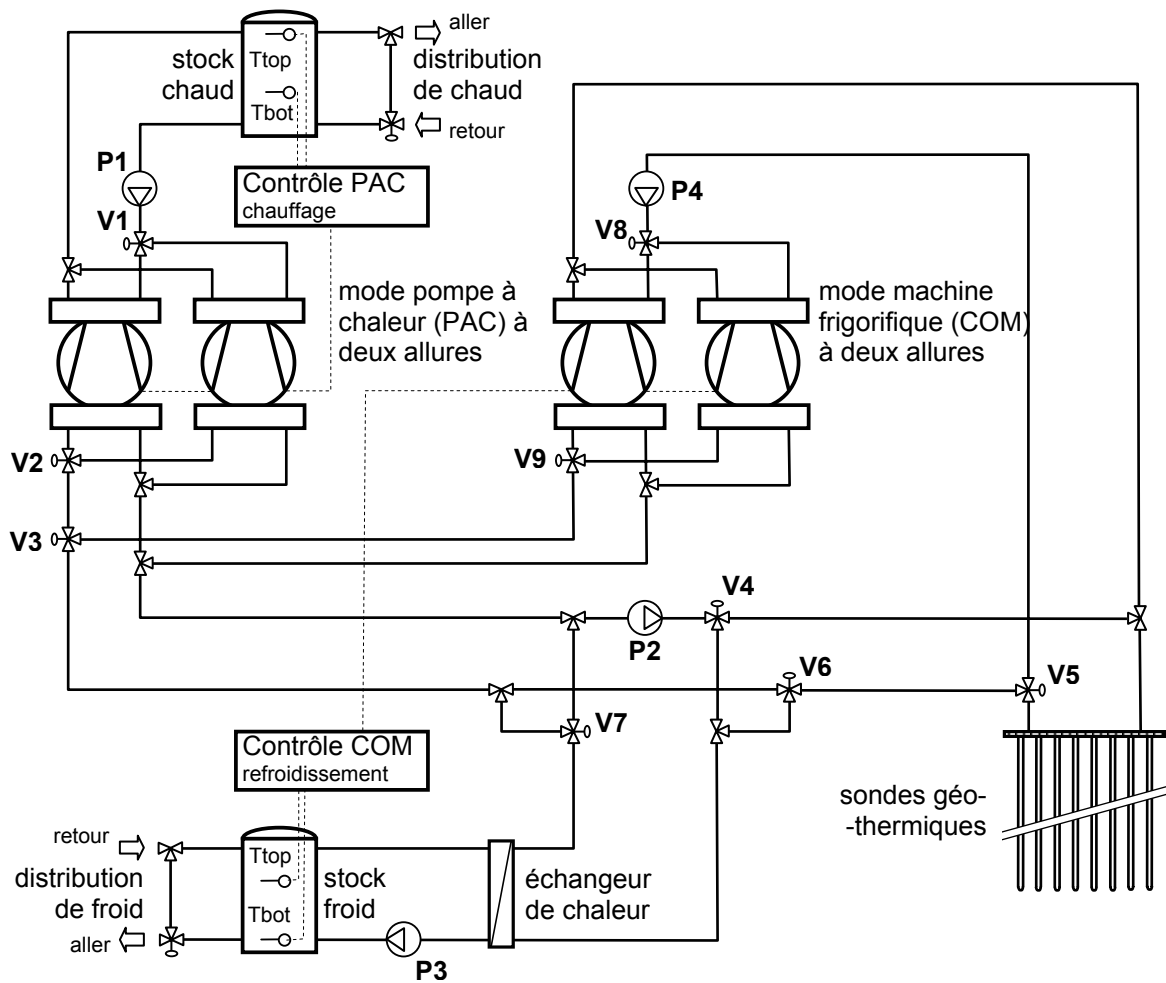 aller
stock
chaud
Ttop
Tbot
distribution
de chaud
retour
P1
V1
Contrôle PAC
chauffage
P4
V8
mode pompe à
chaleur (PAC) à
deux allures
mode machine
frigorifique (COM)
à deux allures
V2
V9
V3
V4
P2
V6
V5
V7
Contrôle COM
refroidissement
sondes géo-
-thermiques
retour
distribution
de froid
aller
Ttop
Tbot
stock
froid
échangeur
de chaleur
P3